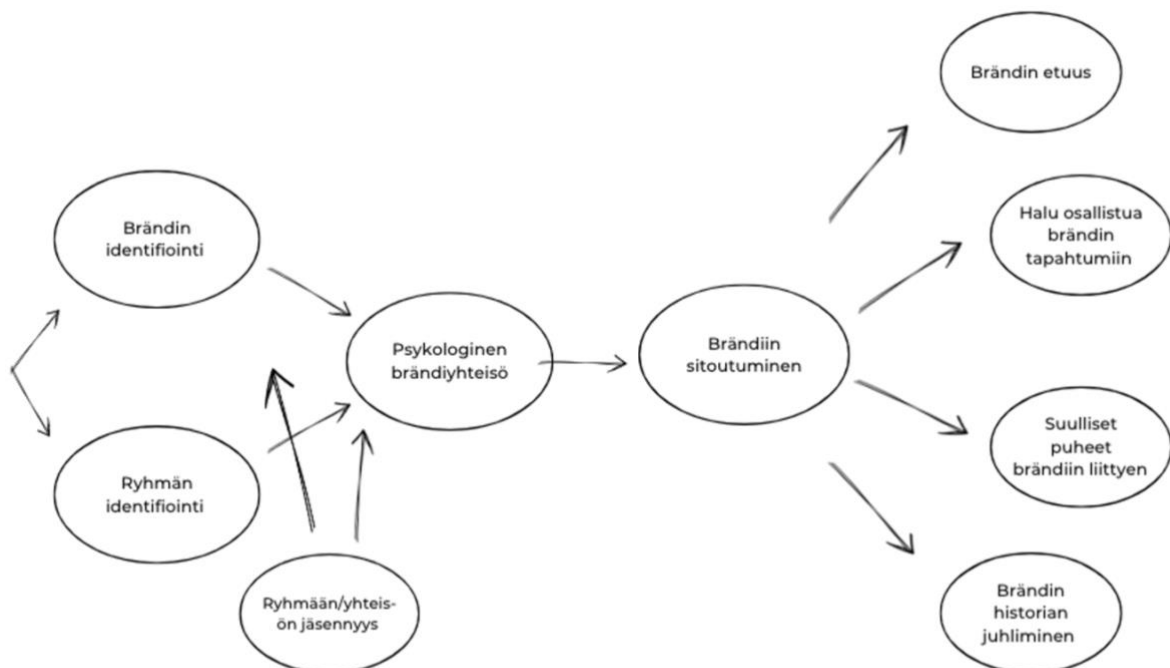 Brändin
identifiointi
Ryhmän
identifiointi
Ryhmään/yhteis-
ön jäsennyys
Psykologinen
brändiyhteisö
Brändiin
sitoutuminen
Brändin etuus
Halu osallistua
brändin
tapahtumiin
Suulliset
puheet
brändiin liittyen
Brändin
historian
juhliminen